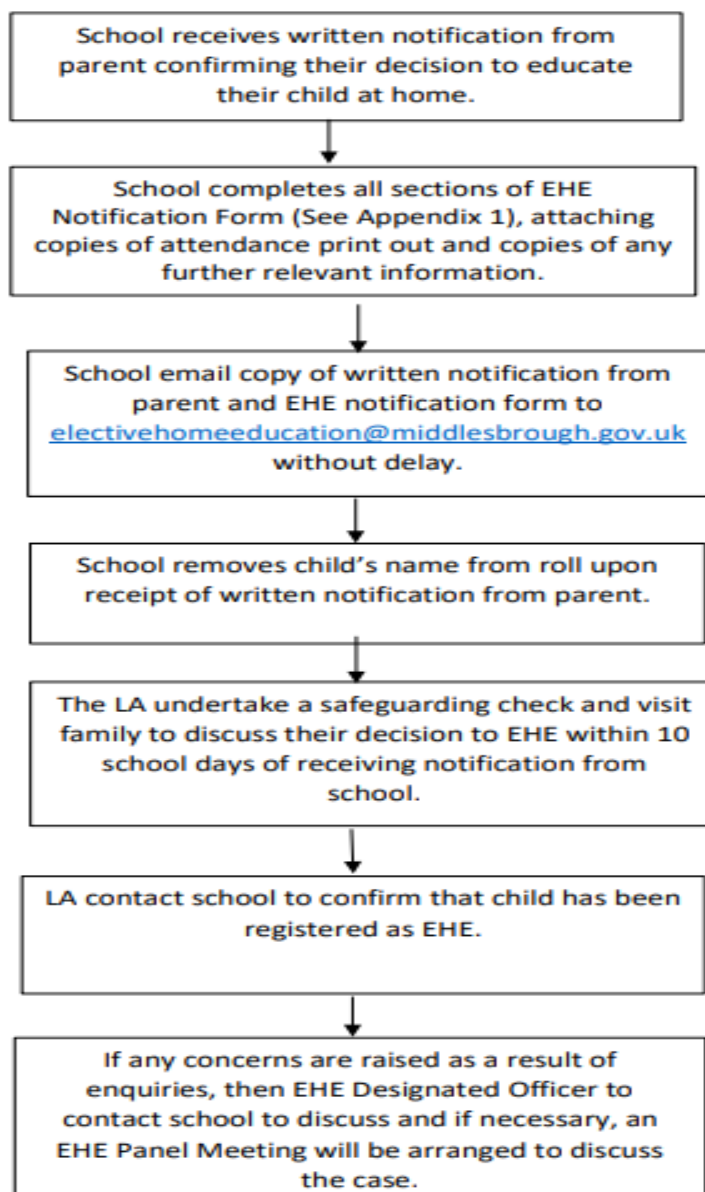 School receives written notification from
parent confirming their decision to educate
their child at home.
School completes all sections of EHE
Notification Form (See Appendix 1), attaching
copies of attendance print out and copies of any
further relevant information.
School email copy of written notification from
parent and EHE notification form to
electivehomeeducation@middlesbrough.gov.uk
without delay.
School removes child's name from roll upon
receipt of written notification from parent.
The LA undertake a safeguarding check and visit
family to discuss their decision to EHE within 10
school days of receiving notification from
school.
LA contact school to confirm that child has been
registered as EHE.
If any concerns are raised as a result of
enquiries, then EHE Designated Officer to
contact school to discuss and if necessary, an
EHE Panel Meeting will be arranged to discuss
the case.